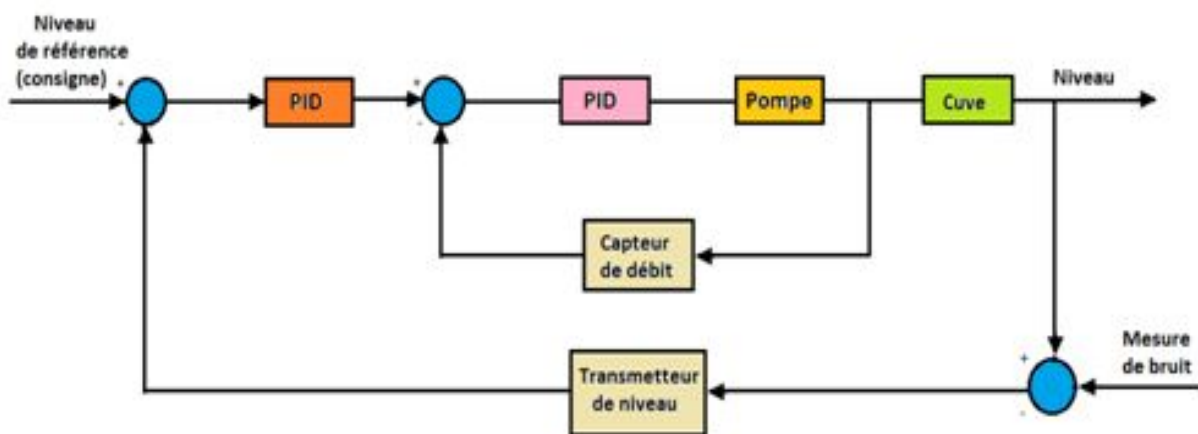 Niveau
de référence
(consigne)
+
-
PID
+
-
PID
Pompe
Cuve
Niveau
Capteur
de débit
Transmetteur
de niveau
+
-
Mesure
de bruit